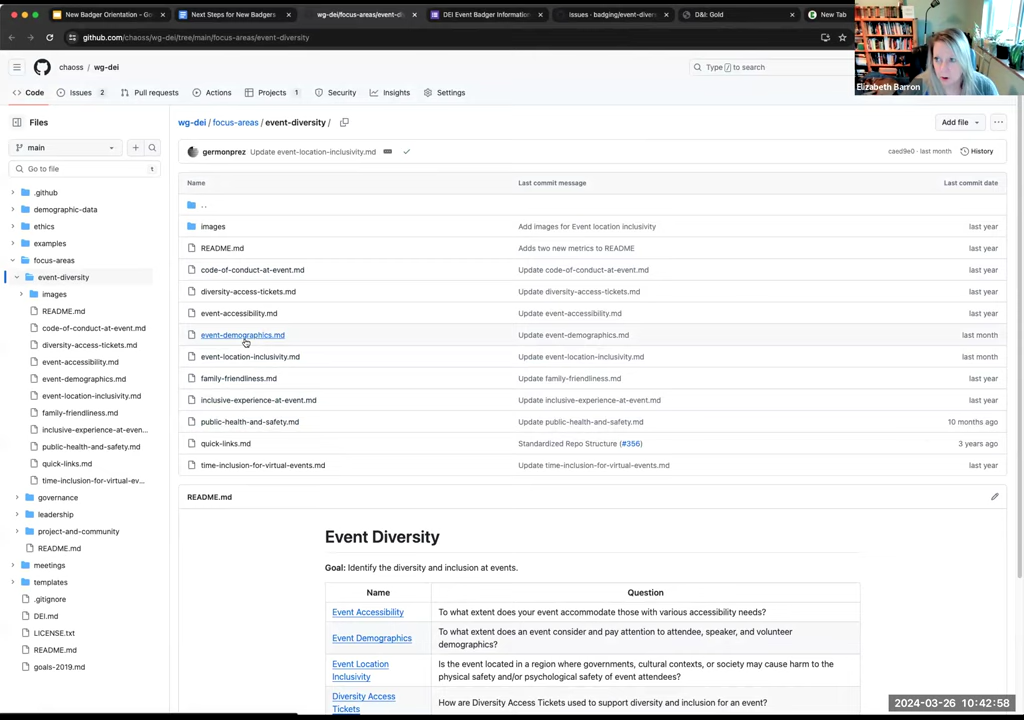 New Badger Orientation - Go
Next Steps for New Badgers
wg-dei/focus-areas/event-di
DEI Event Badger Information
Issues · badging/event-diver
D&I: Gold
New Tab
github.com/chaoss/wg-dei/tree/main/focus-areas/event-diversity
chaoss / wg-dei
Type / to search
Elizabeth Barron
Code
Issues 2
Pull requests
Actions
Projects 1
Security
Insights
Settings
Files
wg-dei / focus-areas / event-diversity /
Add file
main
germonprez Update event-location-inclusivity.md
caed9e0 · last month
History
Go to file
t
Name Last commit message Last commit date
.github
demographic-data
ethics
examples
focus-areas
event-diversity
images
README.md
code-of-conduct-at-event.md
diversity-access-tickets.md
event-accessibility.md
event-demographics.md
event-location-inclusivity.md
family-friendliness.md
inclusive-experience-at-even...
public-health-and-safety.md
quick-links.md
time-inclusion-for-virtual-ev...
governance
leadership
project-and-community
README.md
meetings
templates
.gitignore
DEI.md
LICENSE.txt
README.md
goals-2019.md
..
images Add images for Event location inclusivity last year
README.md Adds two new metrics to README last year
code-of-conduct-at-event.md Update code-of-conduct-at-event.md last year
diversity-access-tickets.md Update diversity-access-tickets.md last year
event-accessibility.md Update event-accessibility.md last year
event-demographics.md Update event-demographics.md last month
event-location-inclusivity.md Update event-location-inclusivity.md last month
family-friendliness.md Update family-friendliness.md last year
inclusive-experience-at-event.md Update inclusive-experience-at-event.md last year
public-health-and-safety.md Update public-health-and-safety.md 10 months ago
quick-links.md Standardized Repo Structure (#356) 3 years ago
time-inclusion-for-virtual-events.md Update time-inclusion-for-virtual-events.md last year
README.md
Event Diversity
Goal: Identify the diversity and inclusion at events.
Name Question
Event Accessibility To what extent does your event accommodate those with various accessibility needs?
Event Demographics To what extent does an event consider and pay attention to attendee, speaker, and volunteer
demographics?
Event Location Is the event located in a region where governments, cultural contexts, or society may cause harm to the
Inclusivity physical safety and/or psychological safety of event attendees?
Diversity Access
Tickets How are Diversity Access Tickets used to support diversity and inclusion for an event?
2024-03-26 10:42:58